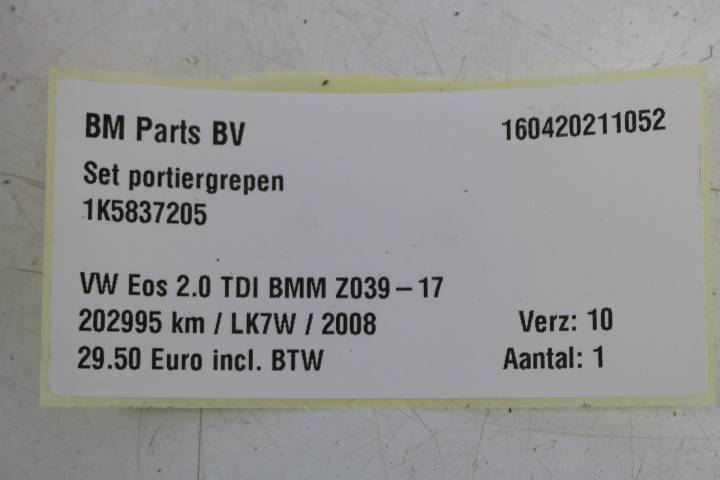 BM Parts BV 160420211052
Set portiergrepen
1K5837205
VW Eos 2.0 TDI BMM Z039-17
202995 km / LK7W / 2008 Verz: 10
29.50 Euro incl. BTW Aantal: 1